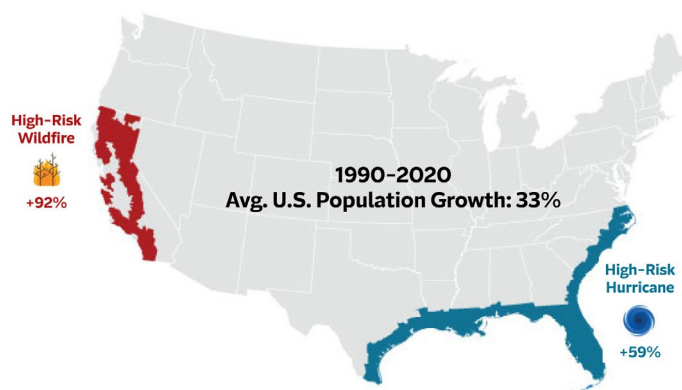 High-Risk
Wildfire
+92%
1990–2020
Avg. U.S. Population Growth: 33%
High-Risk
Hurricane
+59%